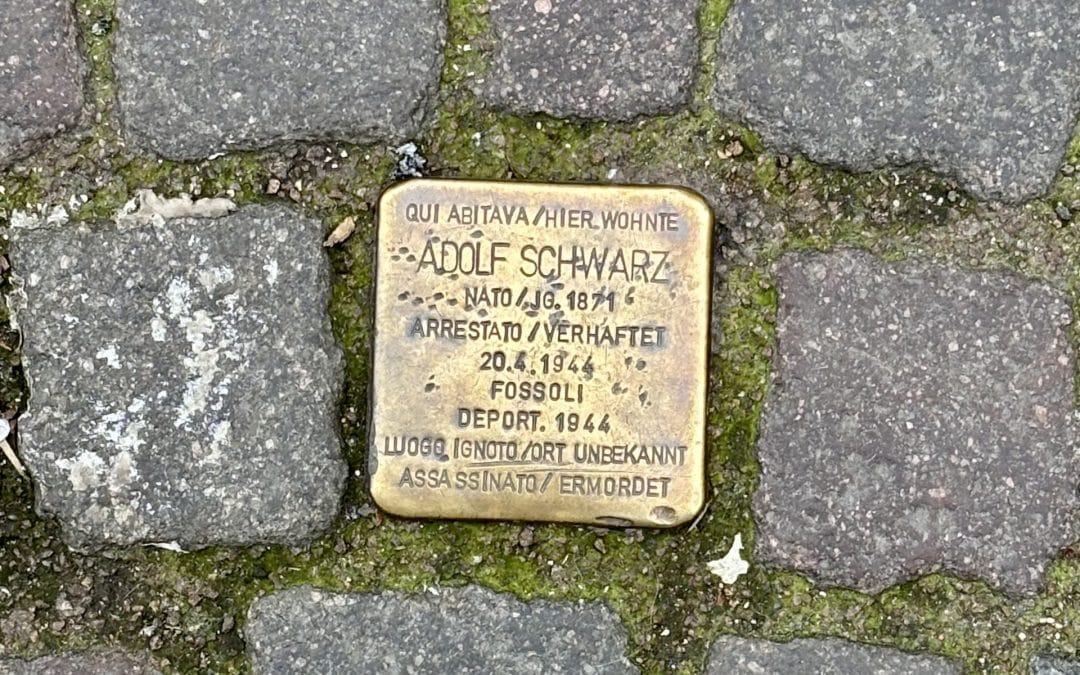 QUI ABITAVA/HIER WOHNTE
ADOLF SCHWARZ
NATO/JG. 1871
ARRESTATO/VERHAFTET
20.4.1944
FOSSOLI
DEPORT. 1944
LUOGO IGNOTO/ORT UNBEKANNT
ASSASSINATO/ERMORDET